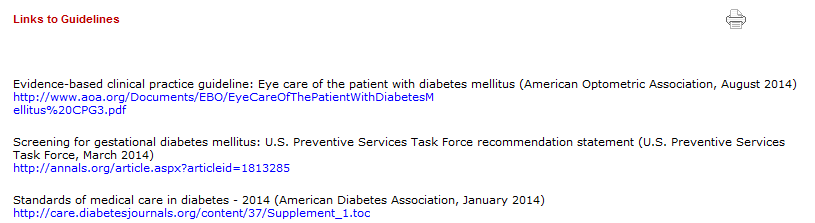 Links to Guidelines
Evidence-based clinical practice guideline: Eye care of the patient with diabetes mellitus (American Optometric Association, August 2014)
http://www.aoa.org/Documents/EBO/EyeCareOfThePatientWithDiabetesM
ellitus%20CPG3.pdf
Screening for gestational diabetes mellitus: U.S. Preventive Services Task Force recommendation statement (U.S. Preventive Services
Task Force, March 2014)
http://annals.org/article.aspx?articleid=1813285
Standards of medical care in diabetes - 2014 (American Diabetes Association, January 2014)
http://care.diabetesjournals.org/content/37/Supplement_1.toc